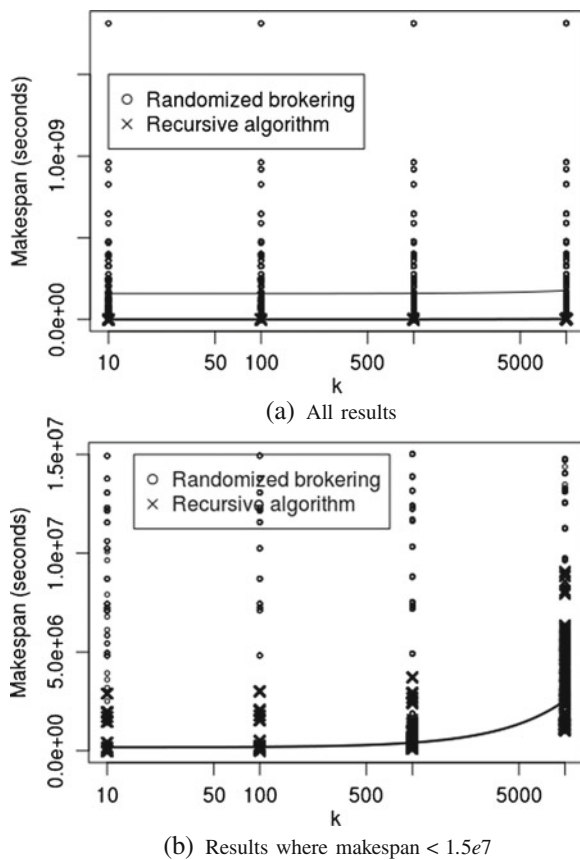 Makespan (seconds)
0.0e+00
1.0e+09
Randomized brokering
Recursive algorithm
10
50
100
500
5000
k
(a) All results
Makespan (seconds)
0.0e+00
5.0e+06
1.0e+07
1.5e+07
Randomized brokering
Recursive algorithm
10
50
100
500
5000
k
(b) Results where makespan < 1.5e7